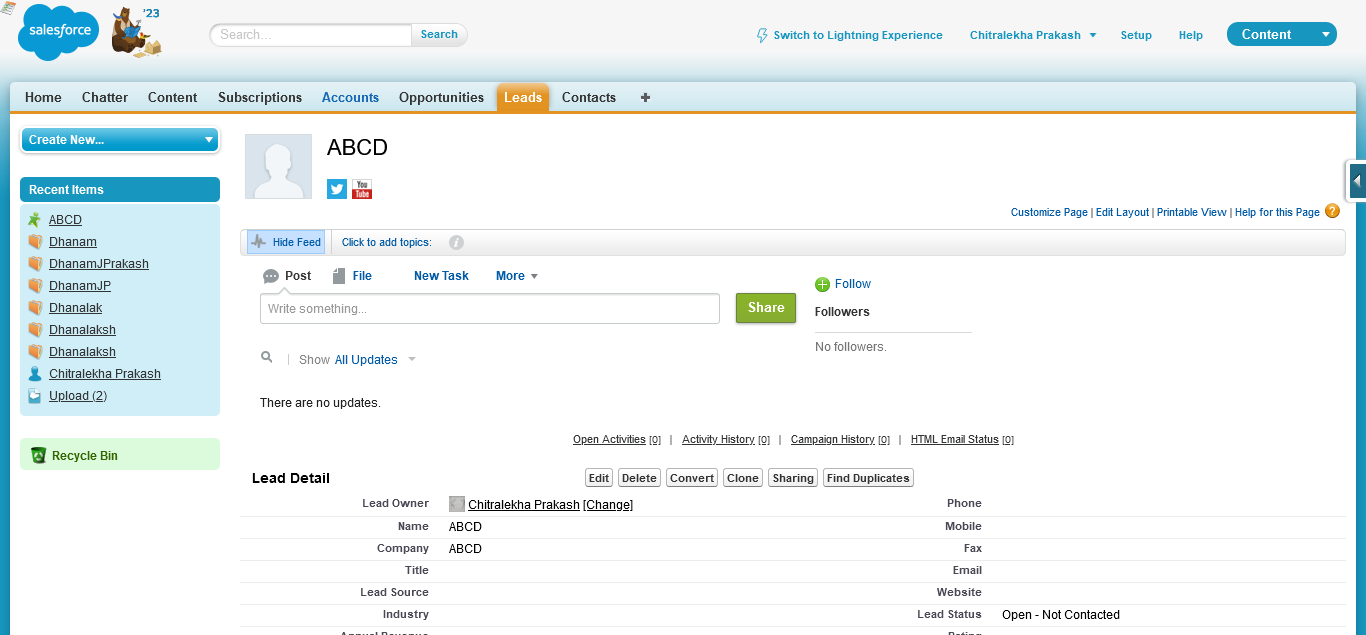 salesforce
'23
Search...
Search
Switch to Lightning Experience
Chitralekha Prakash
Setup
Help
Content
Home Chatter Content Subscriptions Accounts Opportunities Leads Contacts +
Create New...
Recent Items
ABCD
Dhanam
DhanamJPrakash
DhanamJP
Dhanalak
Dhanalaksh
Dhanalaksh
Chitralekha Prakash
Upload (2)
Recycle Bin
ABCD
You
Tube
Customize Page | Edit Layout | Printable View | Help for this Page ?
Hide Feed
Click to add topics: i
Post File New Task More
Write something...
Share
Follow
Followers
No followers.
Show All Updates
There are no updates.
Open Activities [0] | Activity History [0] | Campaign History [0] | HTML Email Status [0]
Lead Detail
Edit Delete Convert Clone Sharing Find Duplicates
Lead Owner Chitralekha Prakash [Change] Phone
Name ABCD Mobile
Company ABCD Fax
Title Email
Lead Source Website
Industry Lead Status Open - Not Contacted
Annual Revenue Rating